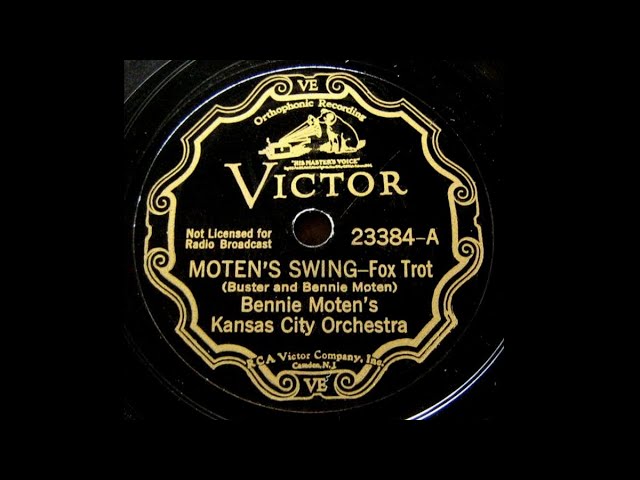 VE
Orthophonic Recording
"HIS MASTER'S VOICE"
VICTOR
Not Licensed for
Radio Broadcast
23384-A
MOTEN'S SWING–Fox Trot
(Buster and Bennie Moten)
Bennie Moten's
Kansas City Orchestra
RCA Victor Company, Inc.
Camden, N.J.
VE